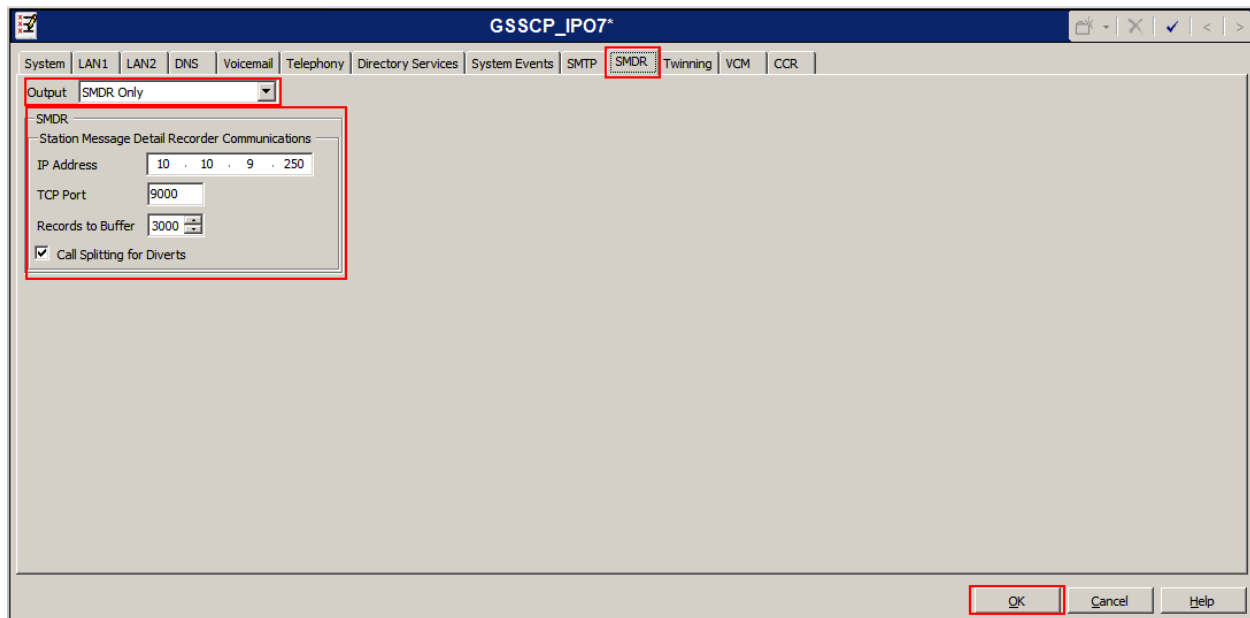 GSSCP_IPO7*
System LAN1 LAN2 DNS Voicemail Telephony Directory Services System Events SMTP SMDR Twinning VCM CCR
Output SMDR Only
SMDR
Station Message Detail Recorder Communications
IP Address 10 . 10 . 9 . 250
TCP Port 9000
Records to Buffer 3000
Call Splitting for Diverts
OK Cancel Help